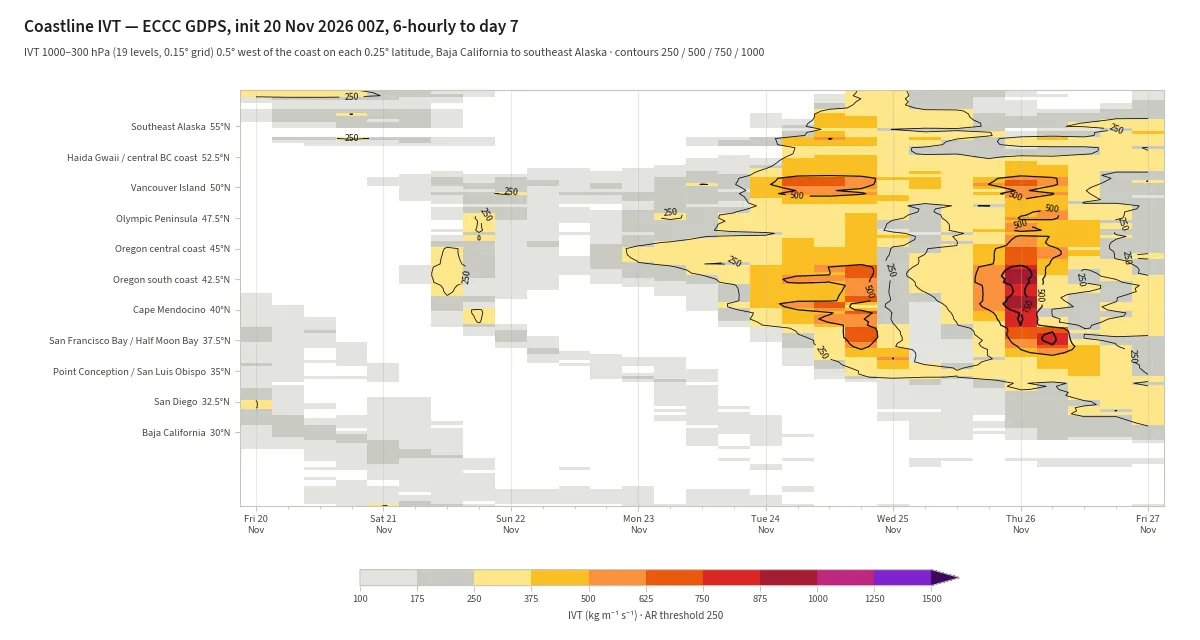 Coastline IVT — ECCC GDPS, init 20 Nov 2026 00Z, 6-hourly to day 7
IVT 1000–300 hPa (19 levels, 0.15° grid) 0.5° west of the coast on each 0.25° latitude, Baja California to southeast Alaska · contours 250 / 500 / 750 / 1000
250
250
250
Southeast Alaska 55°N
Haida Gwaii / central BC coast 52.5°N
Vancouver Island 50°N
250
500
500
Olympic Peninsula 47.5°N
250
250
500
500
250
Oregon central coast 45°N
250
250
Oregon south coast 42.5°N
250
250
250
500
500
Cape Mendocino 40°N
750
San Francisco Bay / Half Moon Bay 37.5°N
250
250
Point Conception / San Luis Obispo 35°N
San Diego 32.5°N
Baja California 30°N
Fri 20 Sat 21 Sun 22 Mon 23 Tue 24 Wed 25 Thu 26 Fri 27
Nov Nov Nov Nov Nov Nov Nov Nov
100 175 250 375 500 625 750 875 1000 1250 1500
IVT (kg m⁻¹ s⁻¹) · AR threshold 250